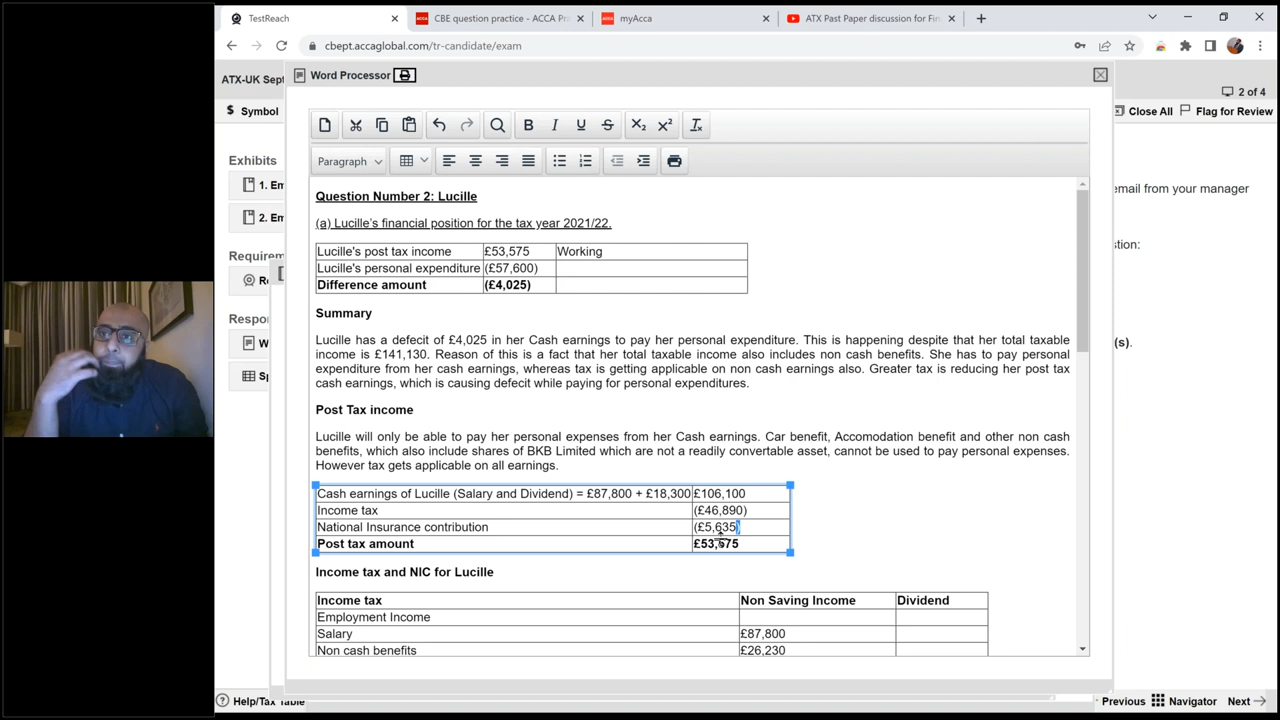 TestReach
CBE question practice - ACCA Pr
myAcca
ATX Past Paper discussion for Fin
cbept.accaglobal.com/tr-candidate/exam
ATX-UK Sept
Word Processor
2 of 4
$ Symbol
Close All
Flag for Review
Exhibits
1. Em
2. Em
email from your manager
Paragraph
Question Number 2: Lucille
(a) Lucille's financial position for the tax year 2021/22.
stion:
Lucille's post tax income £53,575 Working
Lucille's personal expenditure (£57,600)
Difference amount (£4,025)
Requirem
Re
Respon
W
Sp
(s).
Summary
Lucille has a defecit of £4,025 in her Cash earnings to pay her personal expenditure. This is happening despite that her total taxable
income is £141,130. Reason of this is a fact that her total taxable income also includes non cash benefits. She has to pay personal
expenditure from her cash earnings, whereas tax is getting applicable on non cash earnings also. Greater tax is reducing her post tax
cash earnings, which is causing defecit while paying for personal expenditures.
Post Tax income
Lucille will only be able to pay her personal expenses from her Cash earnings. Car benefit, Accomodation benefit and other non cash
benefits, which also include shares of BKB Limited which are not a readily convertable asset, cannot be used to pay personal expenses.
However tax gets applicable on all earnings.
Cash earnings of Lucille (Salary and Dividend) = £87,800 + £18,300 £106,100
Income tax (£46,890)
National Insurance contribution (£5,635)
Post tax amount £53,575
Income tax and NIC for Lucille
Income tax Non Saving Income Dividend
Employment Income
Salary £87,800
Non cash benefits £26,230
Help/Tax Table
Previous
Navigator
Next